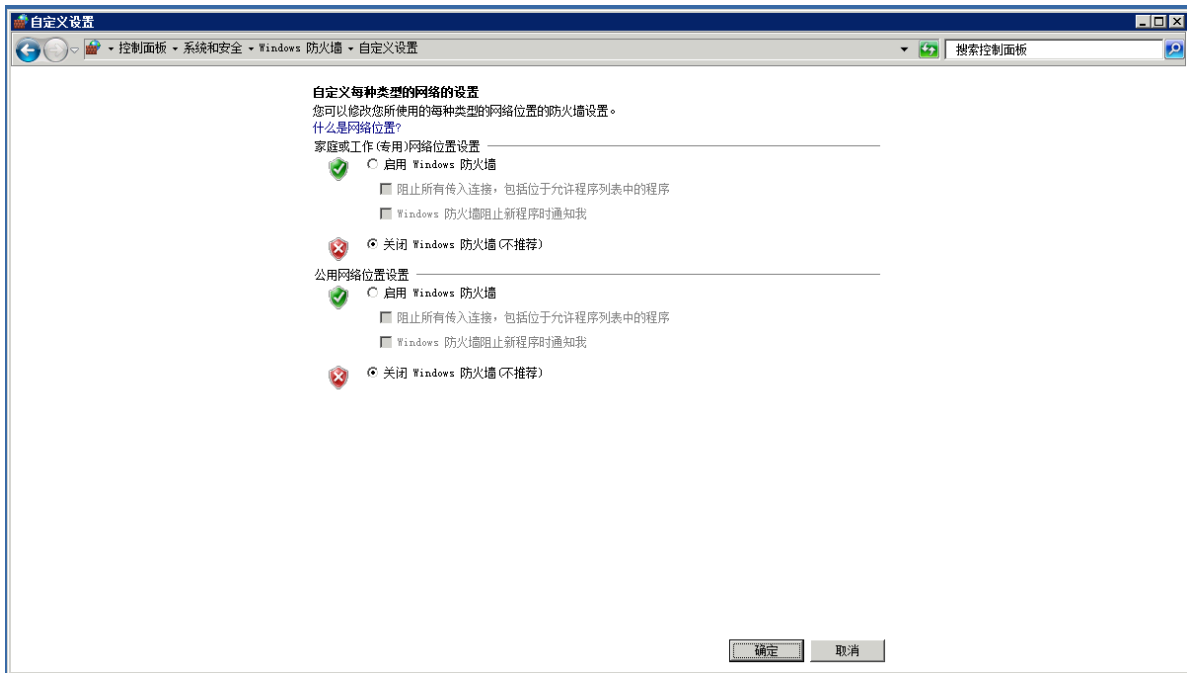 自定义设置
控制面板 系统和安全 Windows 防火墙 自定义设置 搜索控制面板
自定义每种类型的网络的设置
您可以修改您所使用的每种类型的网络位置的防火墙设置。
什么是网络位置?
家庭或工作(专用)网络位置设置
启用 Windows 防火墙
阻止所有传入连接，包括位于允许程序列表中的程序
Windows 防火墙阻止新程序时通知我
关闭 Windows 防火墙(不推荐)
公用网络位置设置
启用 Windows 防火墙
阻止所有传入连接，包括位于允许程序列表中的程序
Windows 防火墙阻止新程序时通知我
关闭 Windows 防火墙(不推荐)
确定 取消